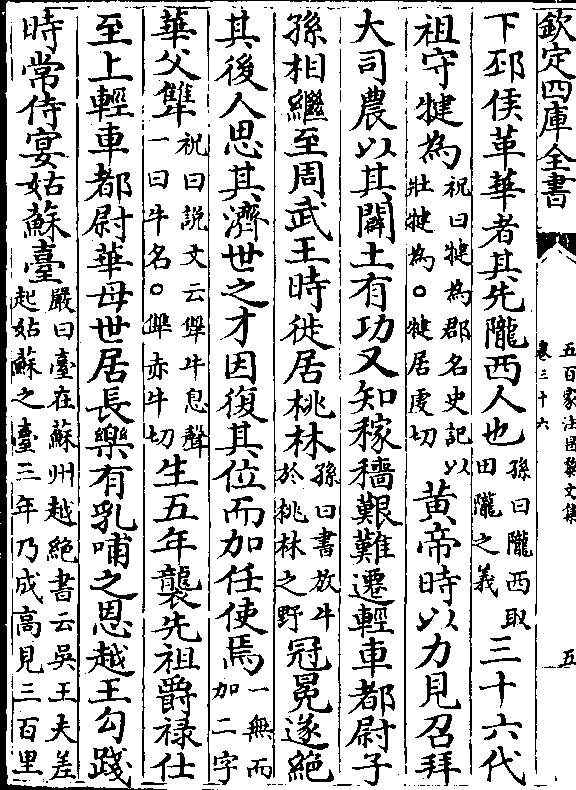 欽定四庫全書
五百家注昌黎文集
卷三十六
五
下邳侯革華者其先隴西人也孫曰隴西取田隴之義三十六代
祖守犍為祝曰犍為郡名史記以壯犍為。犍居䖍切黄帝時以力見召拜
大司農以其闢土有功又知稼穡艱難遷輕車都尉子
孫相繼至周武王時徙居桃林孫曰書放牛於桃林之野冠冕遂絶
其後人思其濟世之才因復其位而加任使焉一無而加二字
華父犨祝曰説文云犨牛息聲一曰牛名。犨赤牛切生五年襲先祖爵禄仕
至上輕車都尉華母世居長樂有乳哺之恩越王勾踐
時常侍宴姑蘇臺嚴曰臺在蘇州越絶書云吳王夫差起姑蘇之臺三年乃成高見三百里